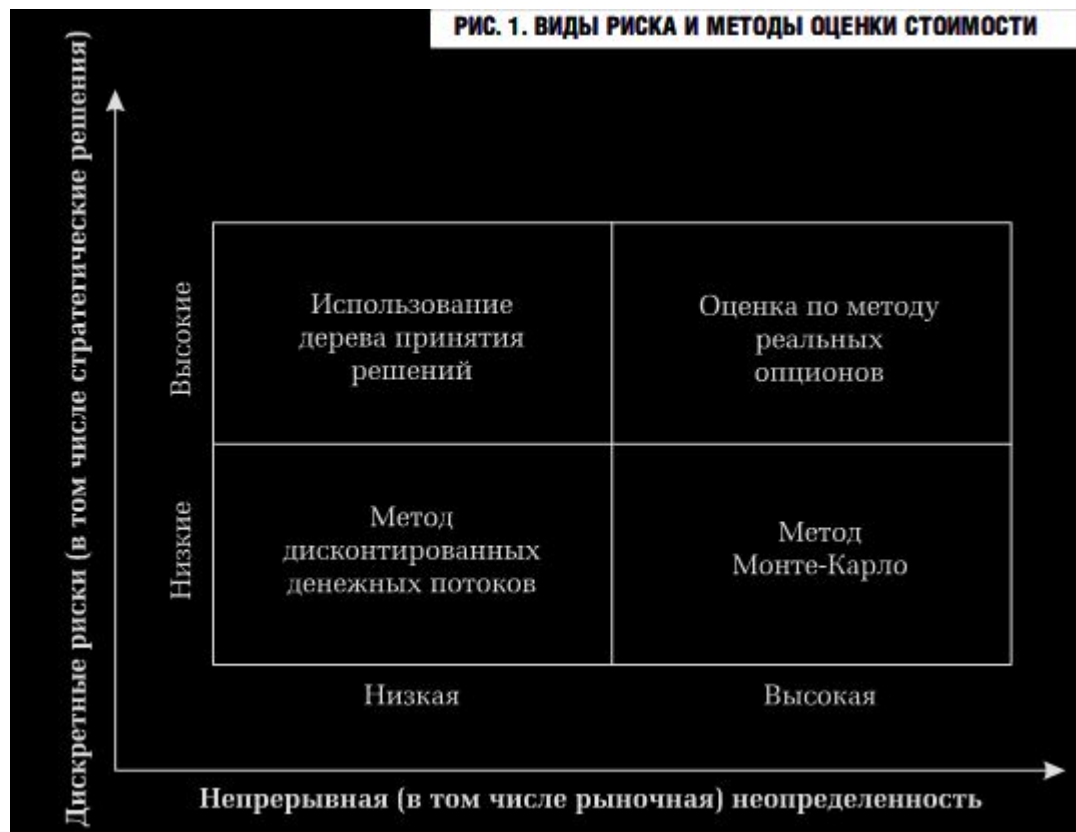 РИС. 1. ВИДЫ РИСКА И МЕТОДЫ ОЦЕНКИ СТОИМОСТИ
Дискретные риски (в том числе стратегические решения)
Высокие
Использование
дерева принятия
решений
Оценка по методу
реальных
опционов
Низкие
Метод
дисконтированных
денежных потоков
Метод
Монте-Карло
Низкая
Высокая
Непрерывная (в том числе рыночная) неопределенность